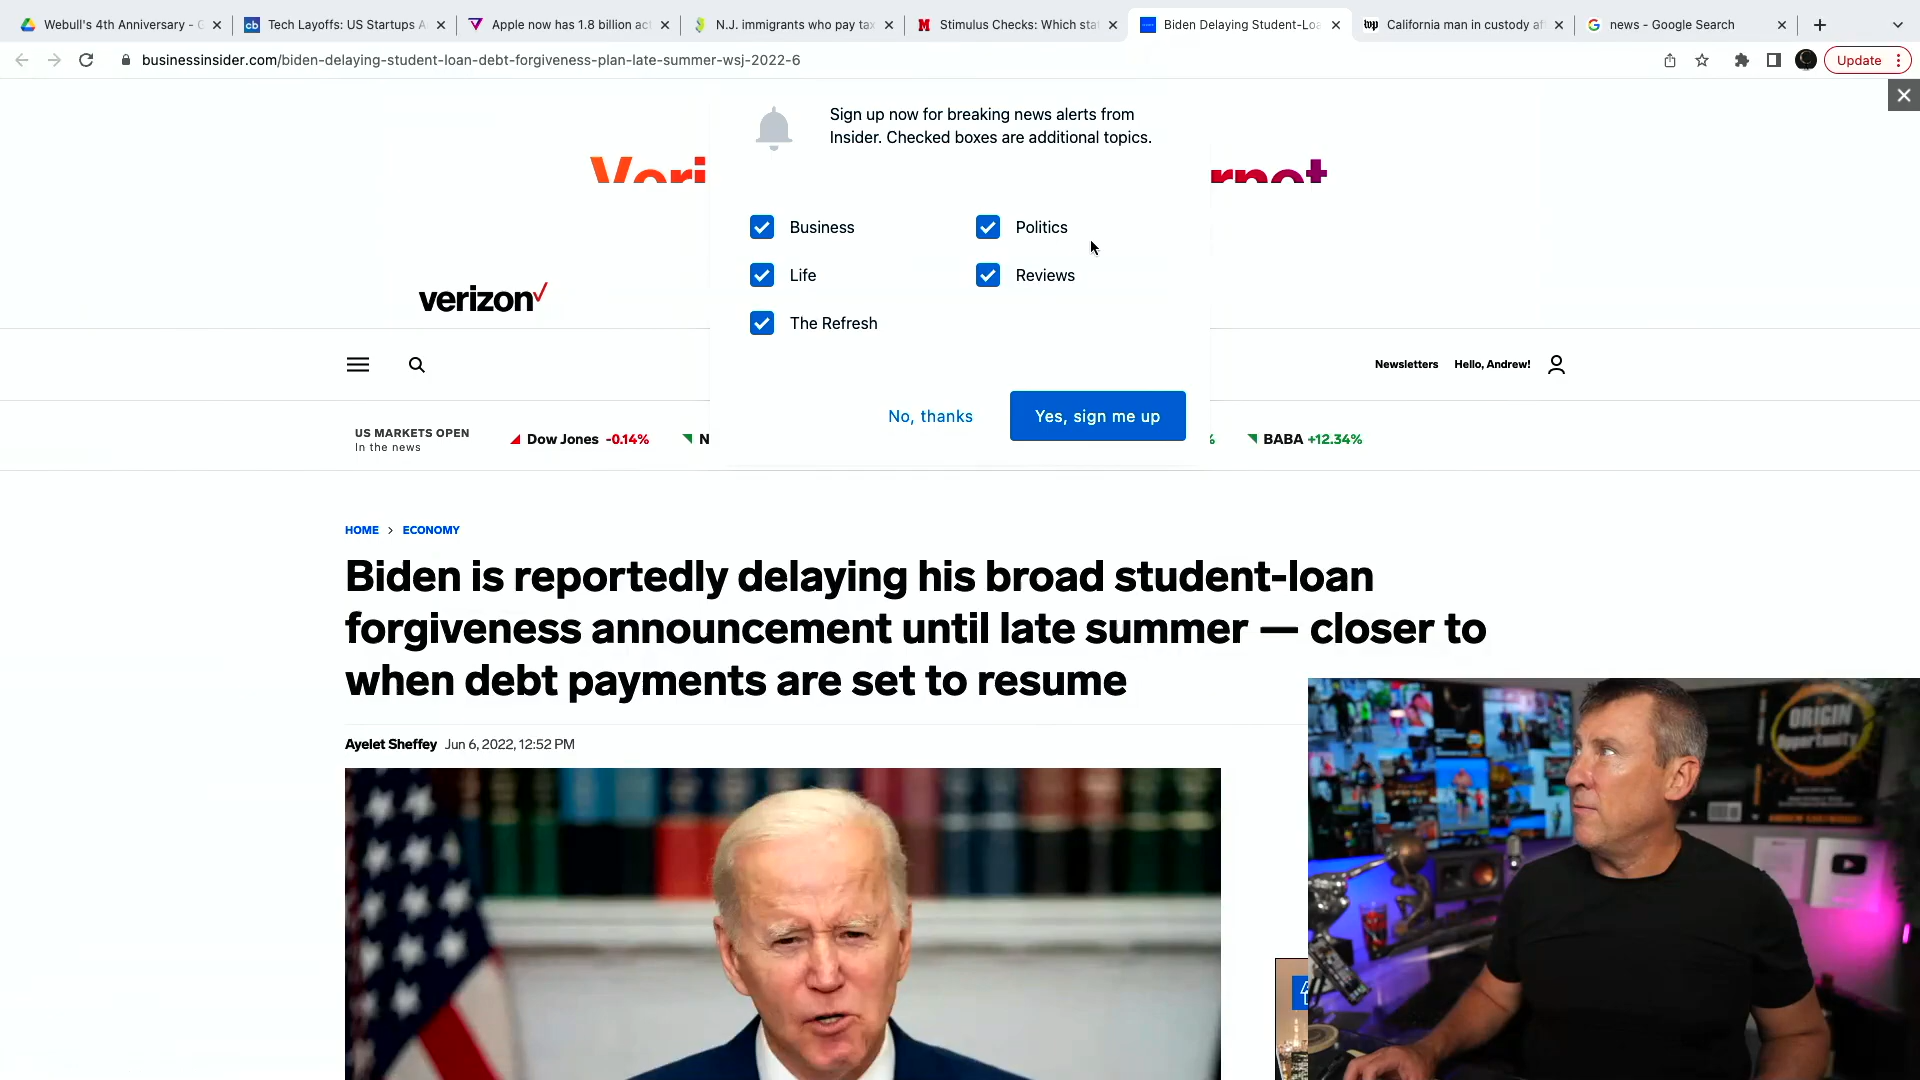 Webull's 4th Anniversary - G
Tech Layoffs: US Startups A
Apple now has 1.8 billion act
N.J. immigrants who pay tax
Stimulus Checks: Which stat
Biden Delaying Student-Loa
California man in custody af
news - Google Search
businessinsider.com/biden-delaying-student-loan-debt-forgiveness-plan-late-summer-wsj-2022-6
Update
Sign up now for breaking news alerts from
Insider. Checked boxes are additional topics.
Veri
rnet
Business
Politics
Life
Reviews
The Refresh
verizon
Newsletters
Hello, Andrew!
No, thanks
Yes, sign me up
US MARKETS OPEN
In the news
Dow Jones -0.14%
N
%
BABA +12.34%
HOME > ECONOMY
Biden is reportedly delaying his broad student-loan
forgiveness announcement until late summer — closer to
when debt payments are set to resume
Ayelet Sheffey Jun 6, 2022, 12:52 PM
ORIGIN